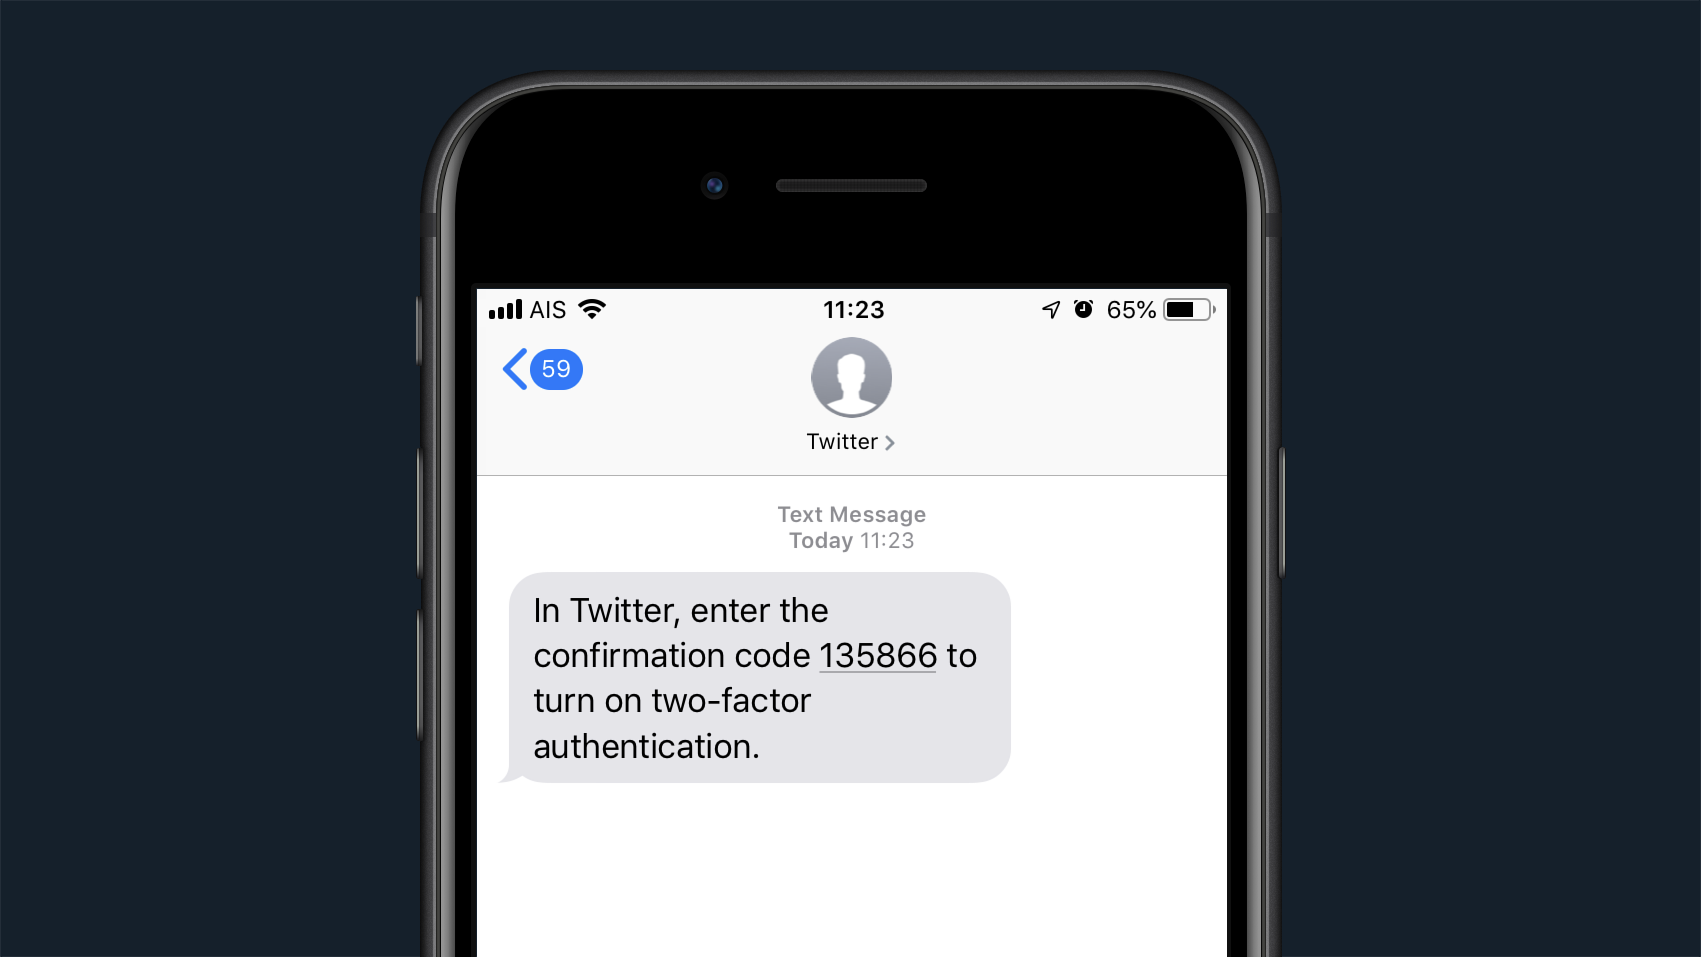 AIS 11:23 65%
59
Twitter
Text Message
Today 11:23
In Twitter, enter the
confirmation code 135866 to
turn on two-factor
authentication.